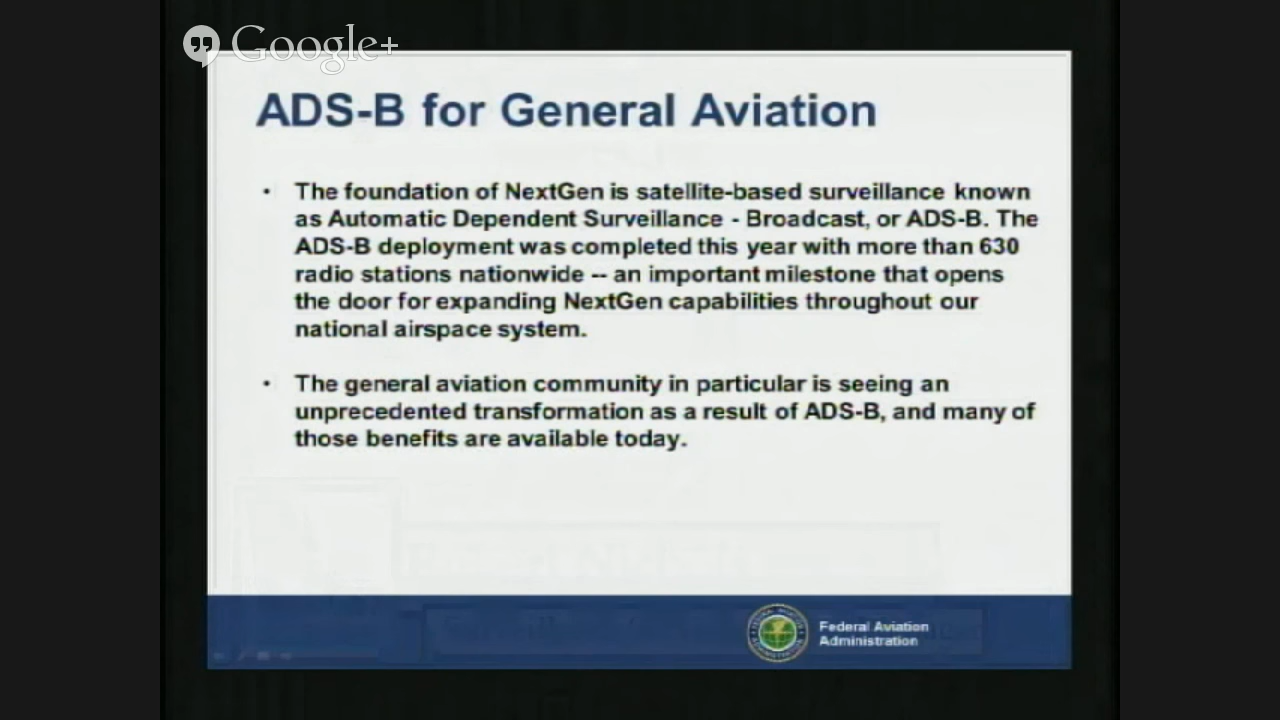 Google+
ADS-B for General Aviation
• The foundation of NextGen is satellite-based surveillance known
as Automatic Dependent Surveillance - Broadcast, or ADS-B. The
ADS-B deployment was completed this year with more than 630
radio stations nationwide -- an important milestone that opens
the door for expanding NextGen capabilities throughout our
national airspace system.
• The general aviation community in particular is seeing an
unprecedented transformation as a result of ADS-B, and many of
those benefits are available today.
Federal Aviation
Administration